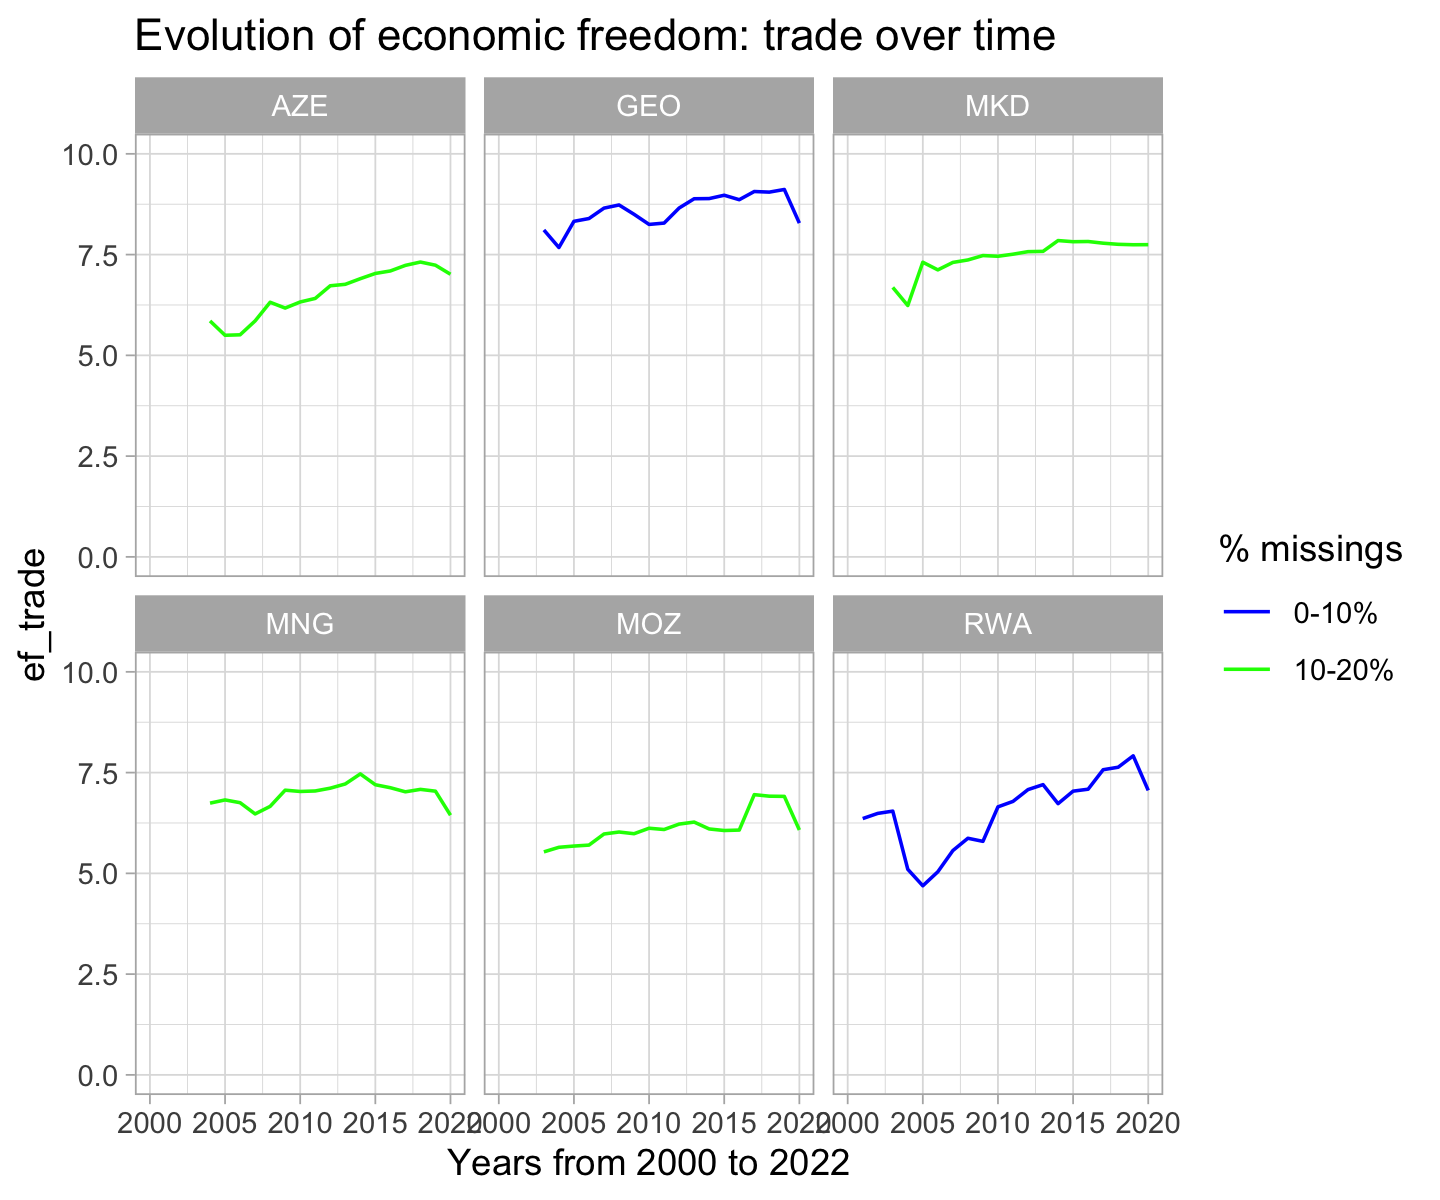 Evolution of economic freedom: trade over time
AZE GEO MKD
10.0
7.5
5.0
2.5
0.0
ef_trade
MNG MOZ RWA
10.0
7.5
5.0
2.5
0.0
2000 2005 2010 2015 2020 2000 2005 2010 2015 2020 2000 2005 2010 2015 2020
Years from 2000 to 2022
% missings
0-10%
10-20%